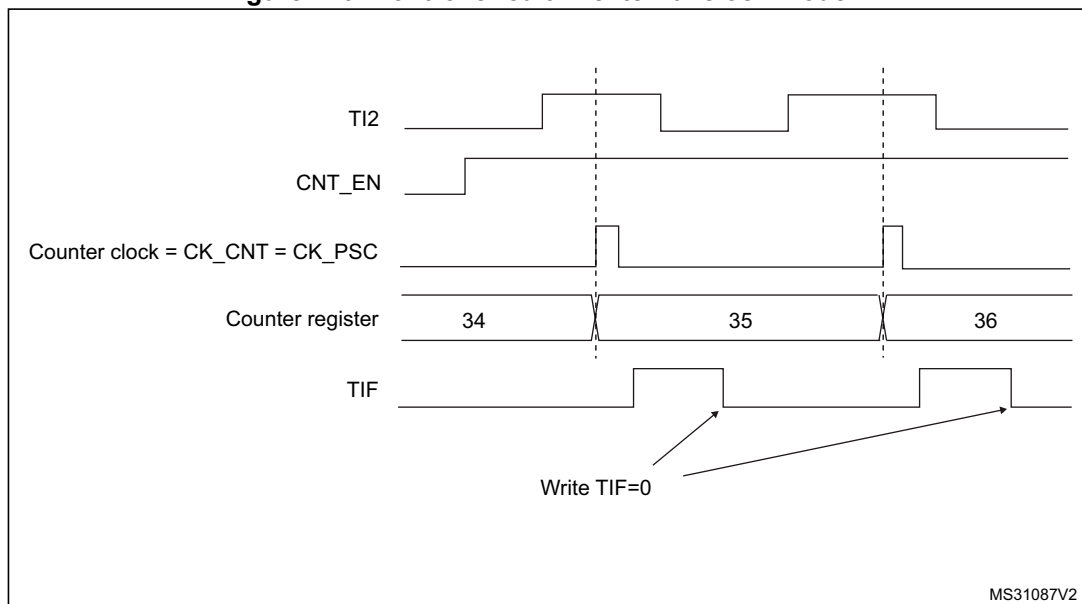 TI2
CNT_EN
Counter clock = CK_CNT = CK_PSC
Counter register
34
35
36
TIF
Write TIF=0
MS31087V2